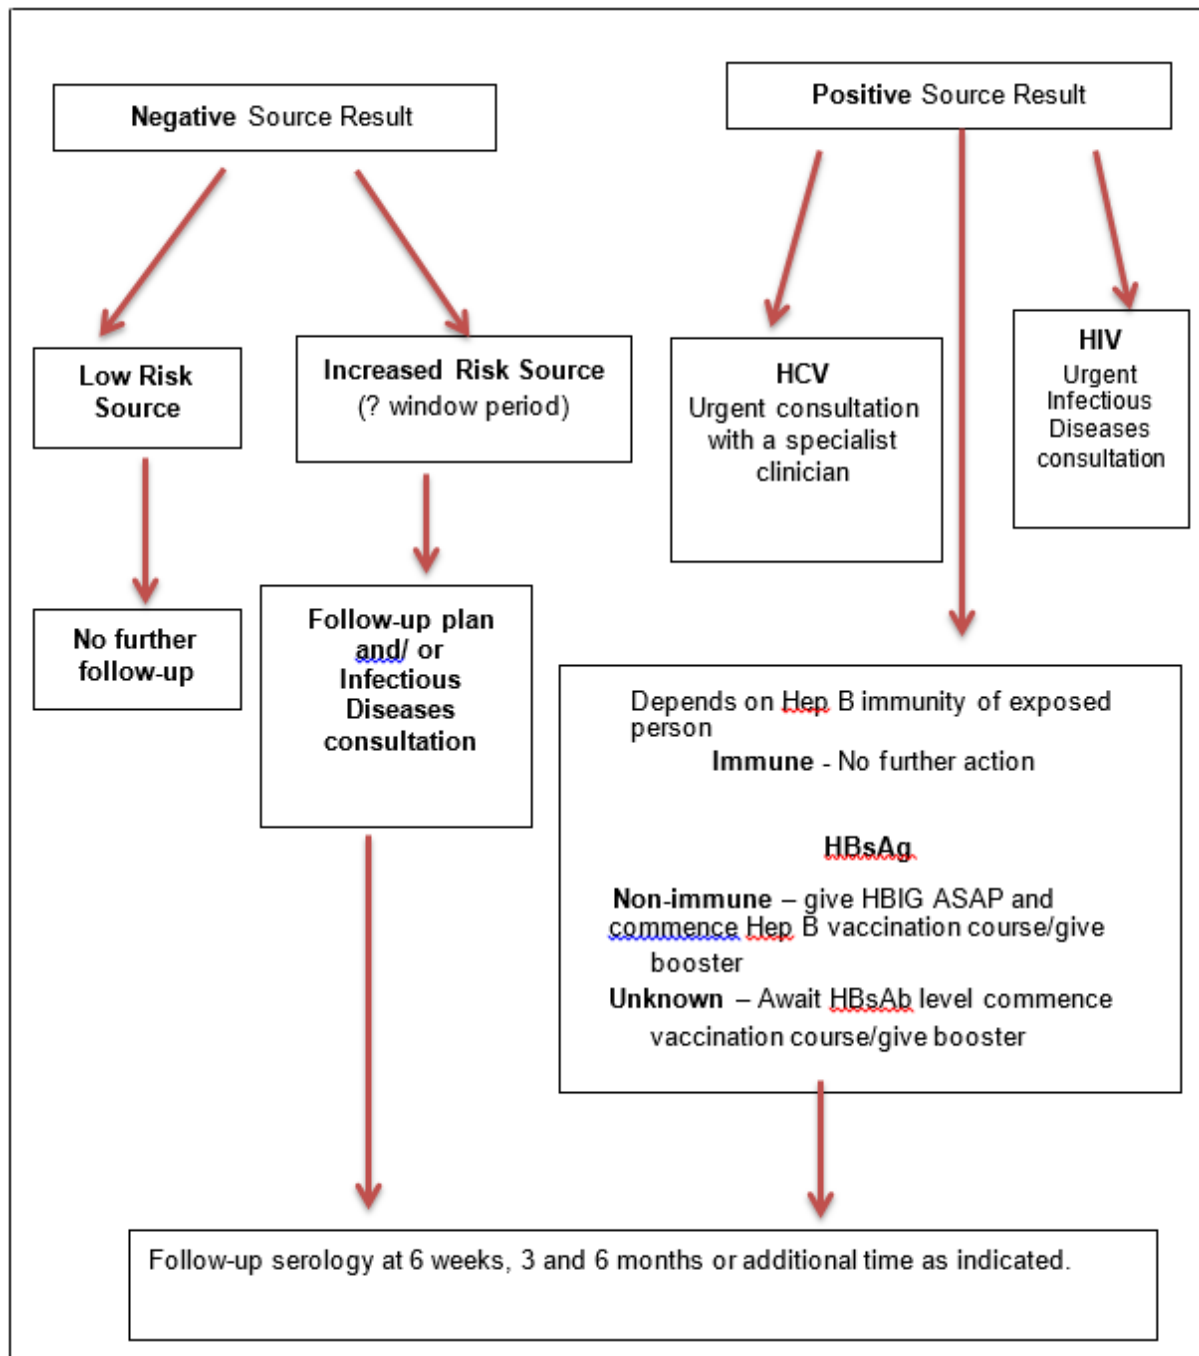 Negative Source Result
Positive Source Result
Low Risk
Source
Increased Risk Source
(? window period)
HCV
Urgent consultation
with a specialist
clinician
HIV
Urgent
Infectious
Diseases
consultation
No further
follow-up
Follow-up plan
and/ or
Infectious
Diseases
consultation
Depends on Hep B immunity of exposed
person
Immune - No further action
HBsAg
Non-immune – give HBIG ASAP and
commence Hep B vaccination course/give
booster
Unknown – Await HBsAb level commence
vaccination course/give booster
Follow-up serology at 6 weeks, 3 and 6 months or additional time as indicated.